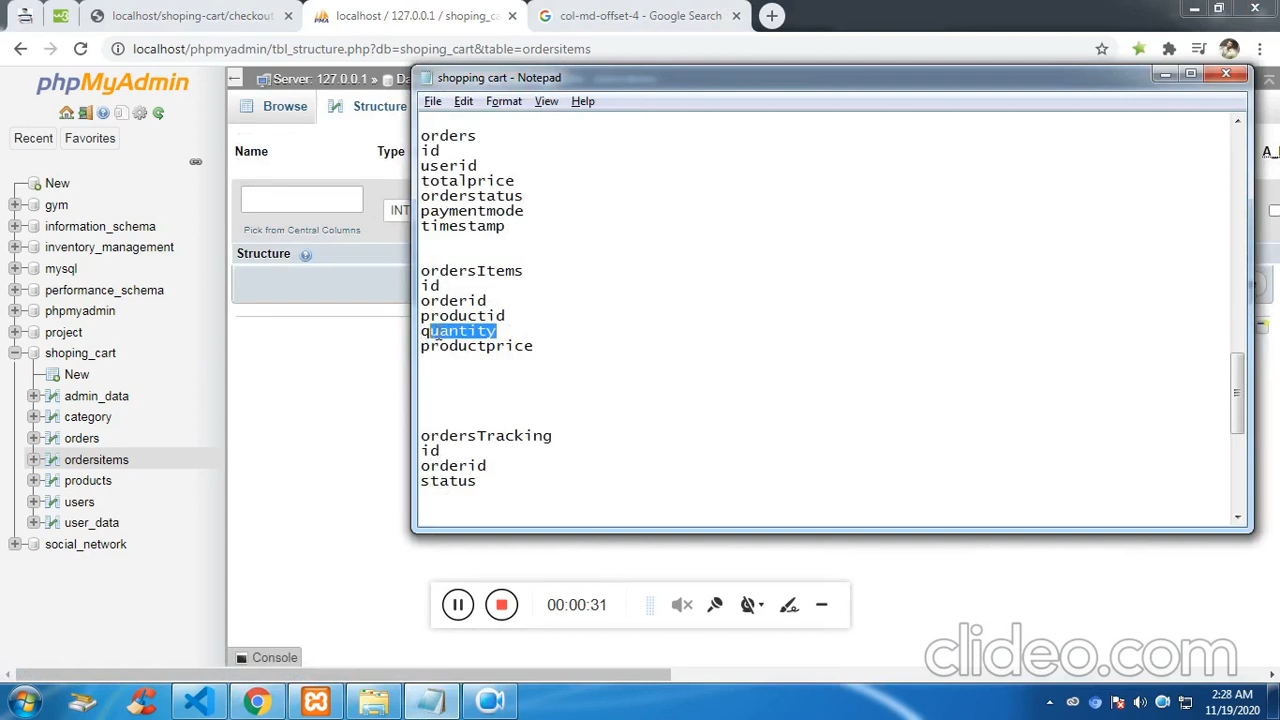 localhost/shoping-cart/checkout
localhost / 127.0.0.1 / shoping_ca
col-md-offset-4 - Google Search
localhost/phpmyadmin/tbl_structure.php?db=shoping_cart&table=ordersitems
phpMyAdmin
Recent
Favorites
New
gym
information_schema
inventory_management
mysql
performance_schema
phpmyadmin
project
shoping_cart
New
admin_data
category
orders
ordersitems
products
users
user_data
social_network
Server: 127.0.0.1 » Da
Browse
Structure
Name
Type
INT
Pick from Central Columns
Structure
Console
shopping cart - Notepad
File Edit Format View Help
orders
id
userid
totalprice
orderstatus
paymentmode
timestamp
ordersItems
id
orderid
productid
quantity
productprice
ordersTracking
id
orderid
status
00:00:31
clideo.com
2:28 AM
11/19/2020